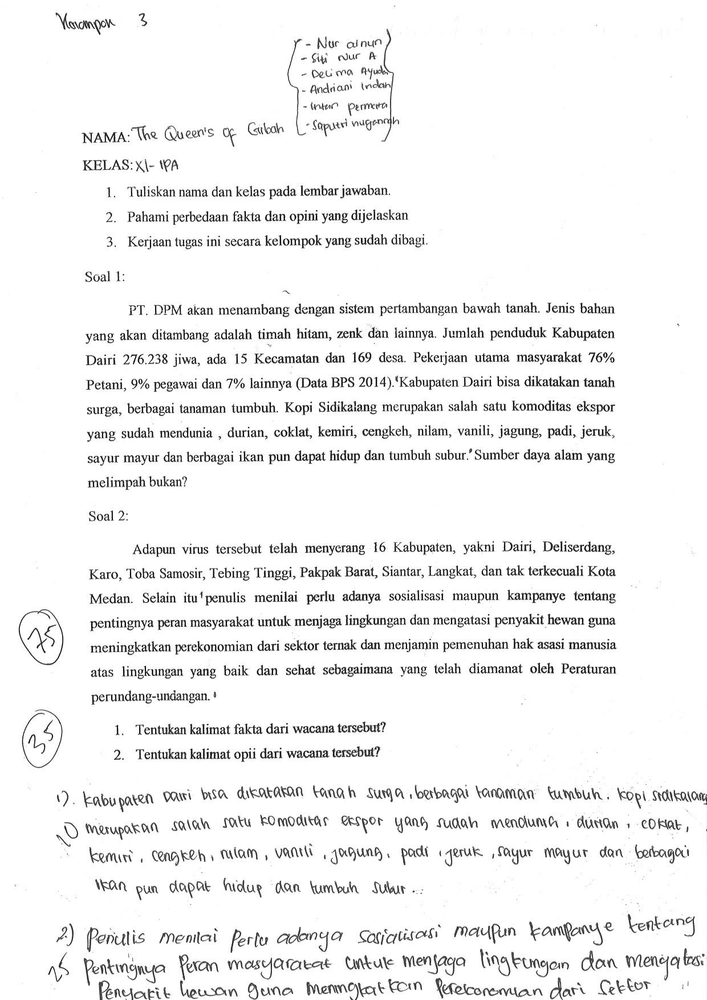 Kelompok 3
- Nur ainun
- Siti Nur A
- Delima Ayuda
- Andriani Indah
- Intan permata
- Saputri nuganngh
NAMA: The Queen's of Gibah
KELAS: XI- IPA
1. Tuliskan nama dan kelas pada lembar jawaban.
2. Pahami perbedaan fakta dan opini yang dijelaskan
3. Kerjaan tugas ini secara kelompok yang sudah dibagi.
Soal 1:
PT. DPM akan menambang dengan sistem pertambangan bawah tanah. Jenis bahan
yang akan ditambang adalah timah hitam, zenk dan lainnya. Jumlah penduduk Kabupaten
Dairi 276.238 jiwa, ada 15 Kecamatan dan 169 desa. Pekerjaan utama masyarakat 76%
Petani, 9% pegawai dan 7% lainnya (Data BPS 2014). Kabupaten Dairi bisa dikatakan tanah
surga, berbagai tanaman tumbuh. Kopi Sidikalang merupakan salah satu komoditas ekspor
yang sudah mendunia , durian, coklat, kemiri, cengkeh, nilam, vanili, jagung, padi, jeruk,
sayur mayur dan berbagai ikan pun dapat hidup dan tumbuh subur. Sumber daya alam yang
melimpah bukan?
Soal 2:
Adapun virus tersebut telah menyerang 16 Kabupaten, yakni Dairi, Deliserdang,
Karo, Toba Samosir, Tebing Tinggi, Pakpak Barat, Siantar, Langkat, dan tak terkecuali Kota
Medan. Selain itu penulis menilai perlu adanya sosialisasi maupun kampanye tentang
pentingnya peran masyarakat untuk menjaga lingkungan dan mengatasi penyakit hewan guna
meningkatkan perekonomian dari sektor ternak dan menjamin pemenuhan hak asasi manusia
atas lingkungan yang baik dan sehat sebagaimana yang telah diamanat oleh Peraturan
perundang-undangan.
75
35
1. Tentukan kalimat fakta dari wacana tersebut?
2. Tentukan kalimat opii dari wacana tersebut?
1). Kabupaten Dairi bisa dikatakan tanah surga, berbagai tanaman tumbuh. Kopi sidikalang
10 merupakan salah satu komoditas ekspor yang sudah mendunia, durian, coklat,
kemiri, cengkeh, nilam, vanili, jagung, padi, jeruk, sayur mayur dan berbagai
ikan pun dapat hidup dan tumbuh subur...
2.) Penulis menilai Perlu adanya sosialisasi maupun kampanye tentang
25 Pentingnya Peran masyarakat untuk menjaga lingkungan dan mengatasi
Penyakit hewan guna meningkatkan Perekonomian dari sektor